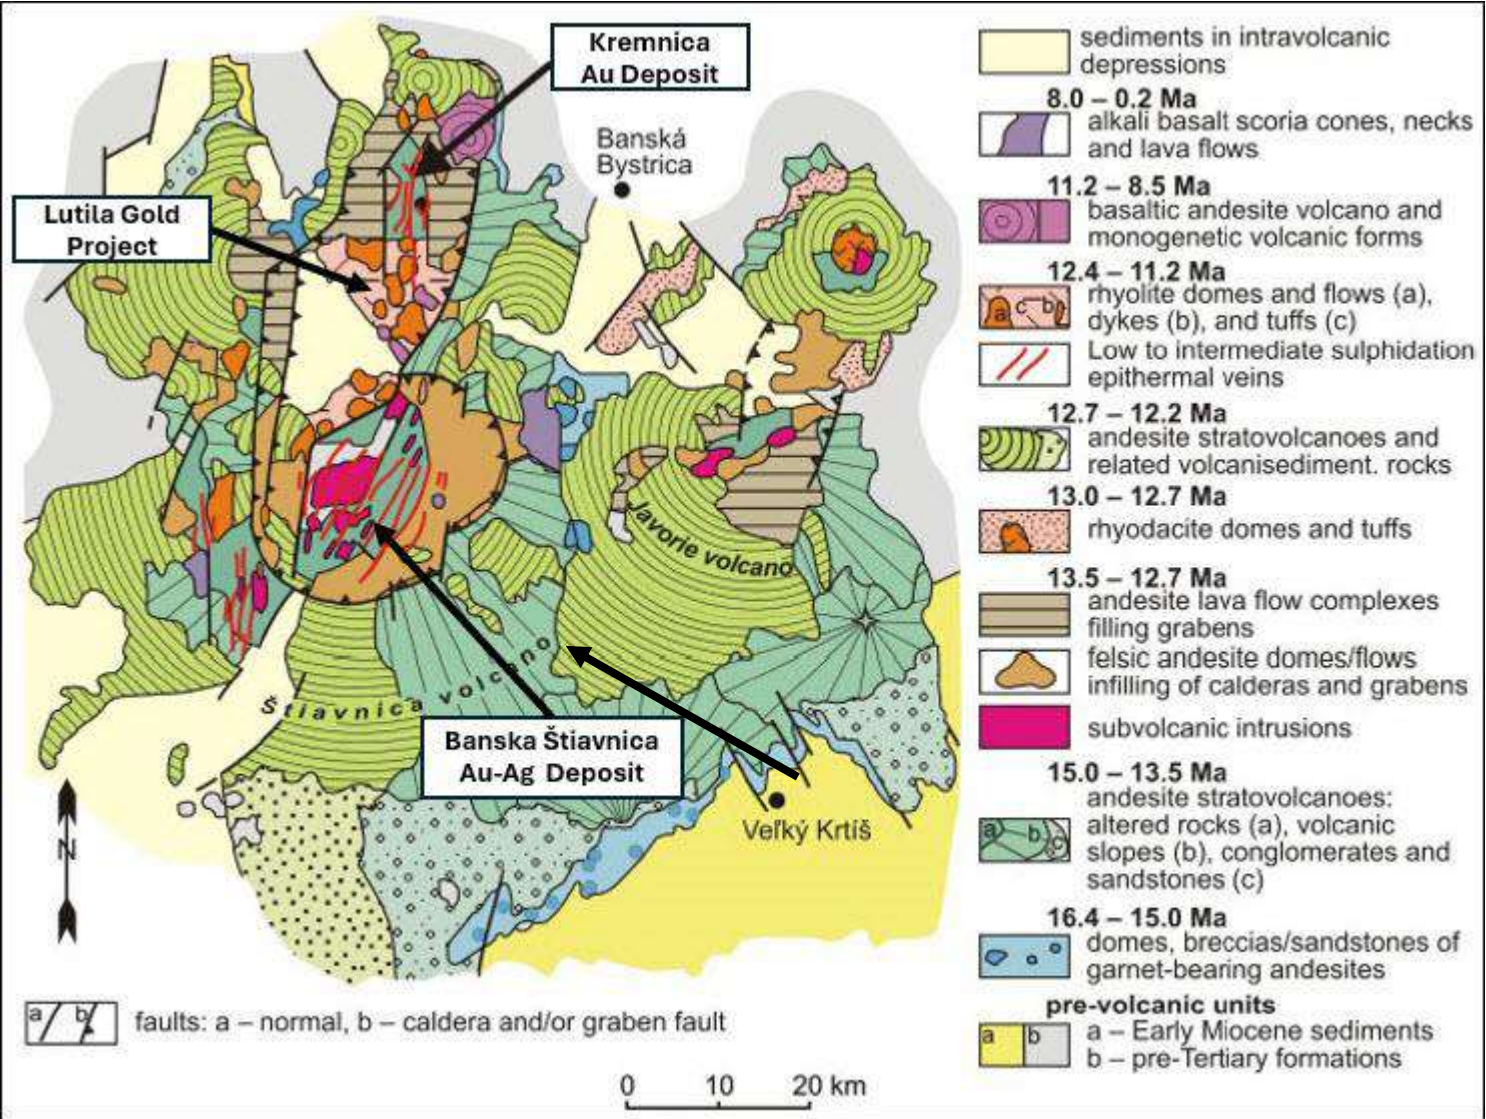 Kremnica
Au Deposit
Banská
Bystrica
Lutila Gold
Project
Javorie volcano
Štiavnica volcano
Banska Štiavnica
Au-Ag Deposit
Veľký Krtíš
N
a b faults: a – normal, b – caldera and/or graben fault
0 10 20 km
sediments in intravolcanic
depressions
8.0 – 0.2 Ma
alkali basalt scoria cones, necks
and lava flows
11.2 – 8.5 Ma
basaltic andesite volcano and
monogenetic volcanic forms
12.4 – 11.2 Ma
a c b rhyolite domes and flows (a),
dykes (b), and tuffs (c)
Low to intermediate sulphidation
epithermal veins
12.7 – 12.2 Ma
andesite stratovolcanoes and
related volcanisediment. rocks
13.0 – 12.7 Ma
rhyodacite domes and tuffs
13.5 – 12.7 Ma
andesite lava flow complexes
filling grabens
felsic andesite domes/flows
infilling of calderas and grabens
subvolcanic intrusions
15.0 – 13.5 Ma
andesite stratovolcanoes:
a b c altered rocks (a), volcanic
slopes (b), conglomerates and
sandstones (c)
16.4 – 15.0 Ma
domes, breccias/sandstones of
garnet-bearing andesites
pre-volcanic units
a b a – Early Miocene sediments
b – pre-Tertiary formations